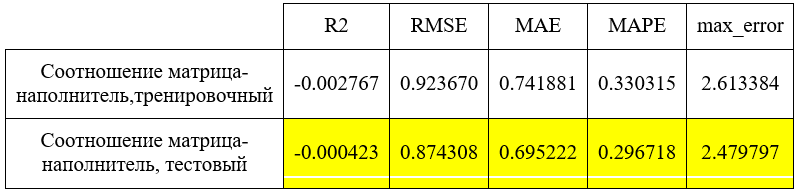 R2 RMSE MAE MAPE max_error
Соотношение матрица-
наполнитель,тренировочный
-0.002767 0.923670 0.741881 0.330315 2.613384
Соотношение матрица-
наполнитель, тестовый
-0.000423 0.874308 0.695222 0.296718 2.479797